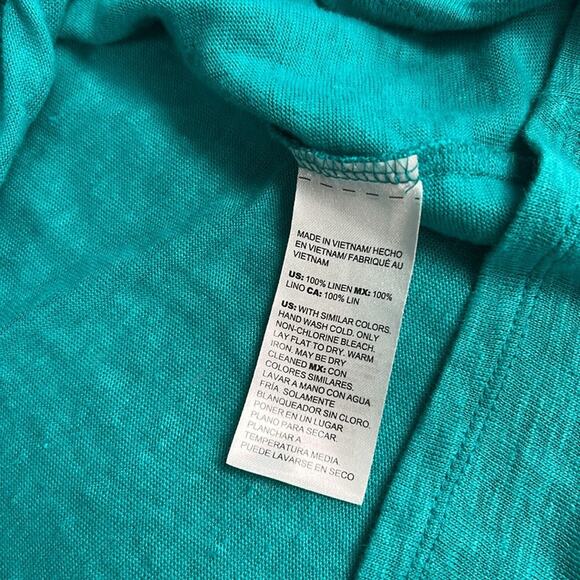 MADE IN VIETNAM/ HECHO
EN VIETNAM/ FABRIQUÉ AU
VIETNAM
US: 100% LINEN MX: 100%
LINO CA: 100% LIN
US: WITH SIMILAR COLORS.
HAND WASH COLD. ONLY
NON-CHLORINE BLEACH.
LAY FLAT TO DRY. WARM
IRON. MAY BE DRY
CLEANED MX: CON
COLORES SIMILARES.
LAVAR A MANO CON AGUA
FRÍA. SOLAMENTE
BLANQUEADOR SIN CLORO.
PONER EN UN LUGAR
PLANO PARA SECAR.
PLANCHAR A
TEMPERATURA MEDIA.
PUEDE LAVARSE EN SECO